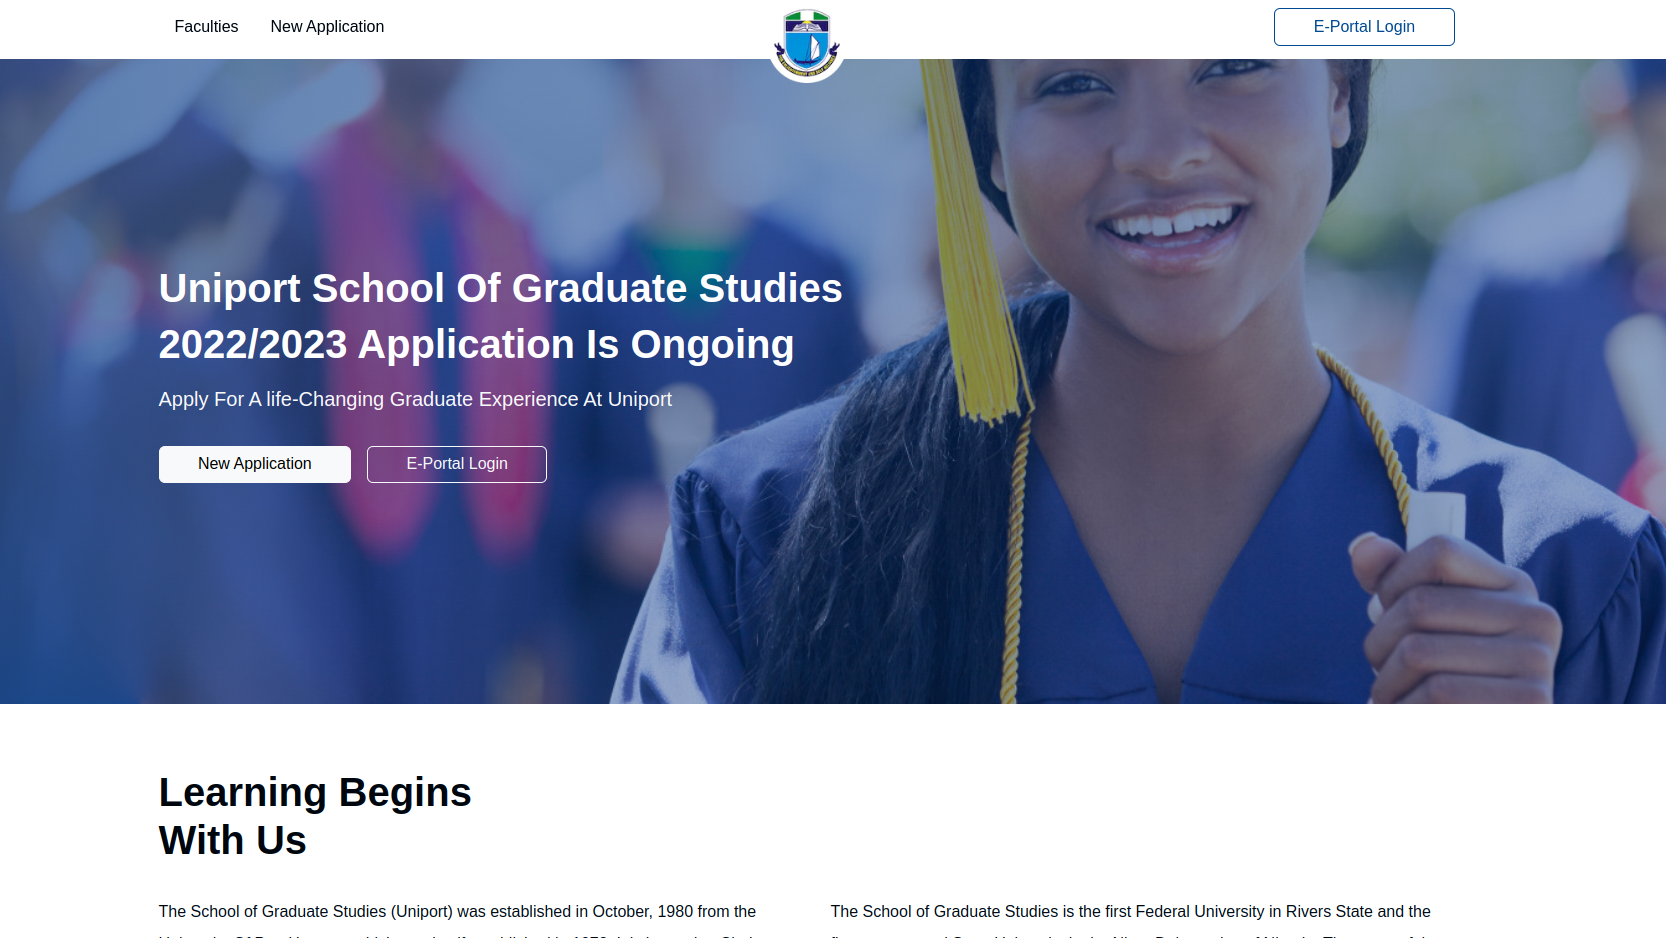 Faculties
New Application
E-Portal Login
Uniport School Of Graduate Studies
2022/2023 Application Is Ongoing
Apply For A life-Changing Graduate Experience At Uniport
New Application
E-Portal Login
Learning Begins
With Us
The School of Graduate Studies (Uniport) was established in October, 1980 from the
The School of Graduate Studies is the first Federal University in Rivers State and the